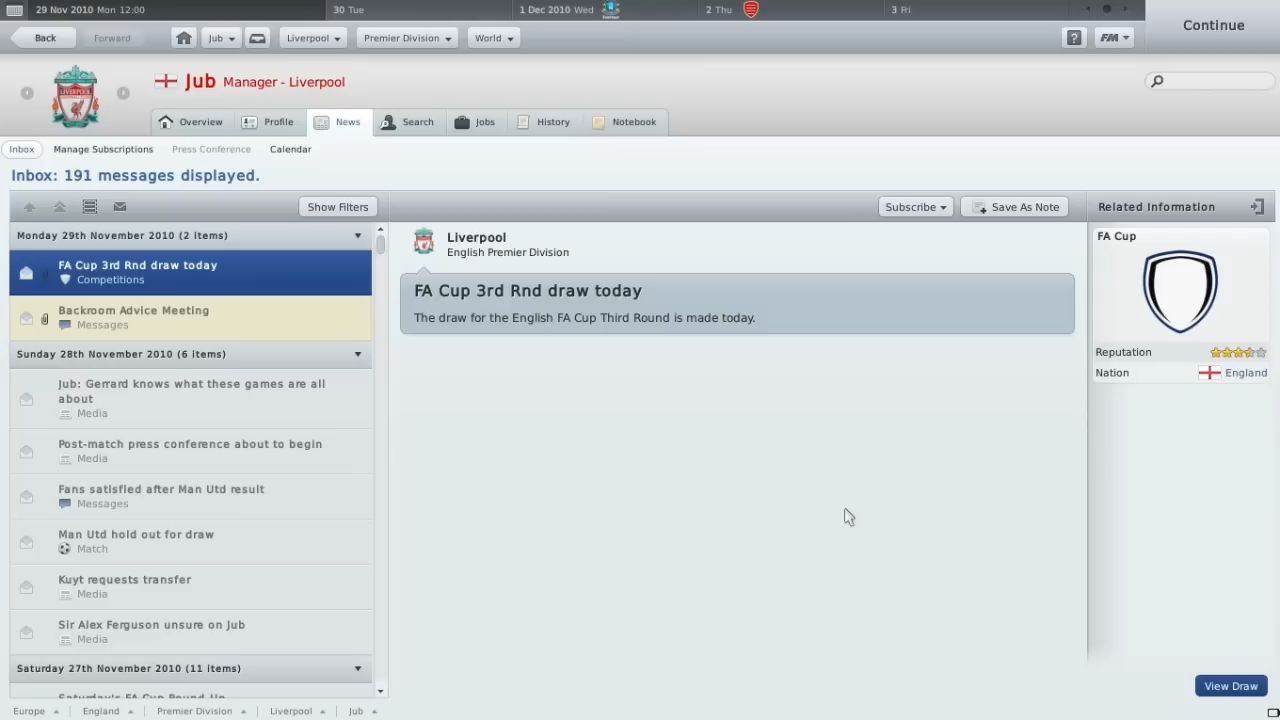 29 Nov 2010 Mon 12:00
30 Tue
1 Dec 2010 Wed
2 Thu
3 Fri
Back
Forward
Job
Liverpool
Premier Division
World
?
FM
Continue
Jub Manager - Liverpool
Overview
Profile
News
Search
Jobs
History
Notebook
Inbox
Manage Subscriptions
Press Conference
Calendar
Inbox: 191 messages displayed.
Show Filters
Subscribe
Save As Note
Related Information
Monday 29th November 2010 (2 items)
FA Cup 3rd Rnd draw today
Competitions
Backroom Advice Meeting
Messages
Sunday 28th November 2010 (6 items)
Jub: Gerrard knows what these games are all
about
Media
Post-match press conference about to begin
Media
Fans satisfied after Man Utd result
Messages
Man Utd hold out for draw
Match
Kuyt requests transfer
Media
Sir Alex Ferguson unsure on Jub
Media
Saturday 27th November 2010 (11 items)
Saturday's FA Cup Round-Up
Liverpool
English Premier Division
FA Cup 3rd Rnd draw today
The draw for the English FA Cup Third Round is made today.
FA Cup
Reputation
Nation
England
View Draw
Europe
England
Premier Division
Liverpool
Jub